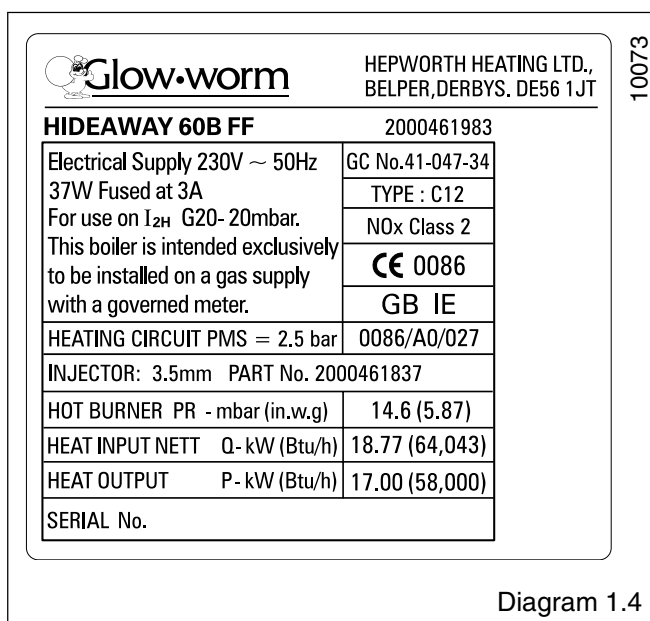 Glow·worm
HEPWORTH HEATING LTD.,
BELPER,DERBYS. DE56 1JT
10073
HIDEAWAY 60B FF 2000461983
Electrical Supply 230V ~ 50Hz
37W Fused at 3A
For use on I2H G20- 20mbar.
This boiler is intended exclusively
to be installed on a gas supply
with a governed meter.
GC No.41-047-34
TYPE : C12
NOx Class 2
CE 0086
GB IE
HEATING CIRCUIT PMS = 2.5 bar 0086/A0/027
INJECTOR: 3.5mm PART No. 2000461837
HOT BURNER PR - mbar (in.w.g) 14.6 (5.87)
HEAT INPUT NETT Q- kW (Btu/h) 18.77 (64,043)
HEAT OUTPUT P- kW (Btu/h) 17.00 (58,000)
SERIAL No.
Diagram 1.4